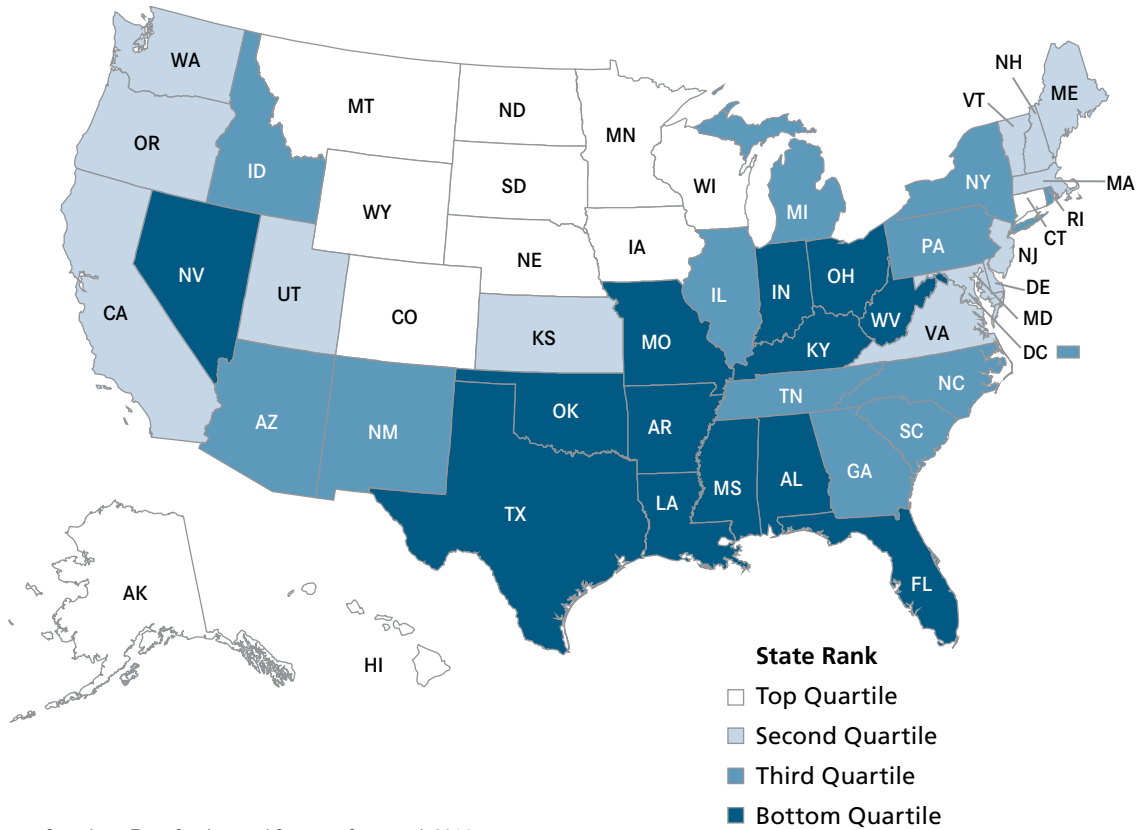 WA
MT
ND
MN
NH
VT
ME
OR
ID
SD
WI
NY
MA
WY
MI
RI
CT
IA
PA
NJ
NE
NV
UT
IL
IN
OH
DE
CA
CO
WV
MD
KS
MO
VA
KY
DC
TN
NC
AZ
OK
NM
AR
SC
GA
MS
AL
LA
TX
FL
AK
HI
State Rank
Top Quartile
Second Quartile
Third Quartile
Bottom Quartile